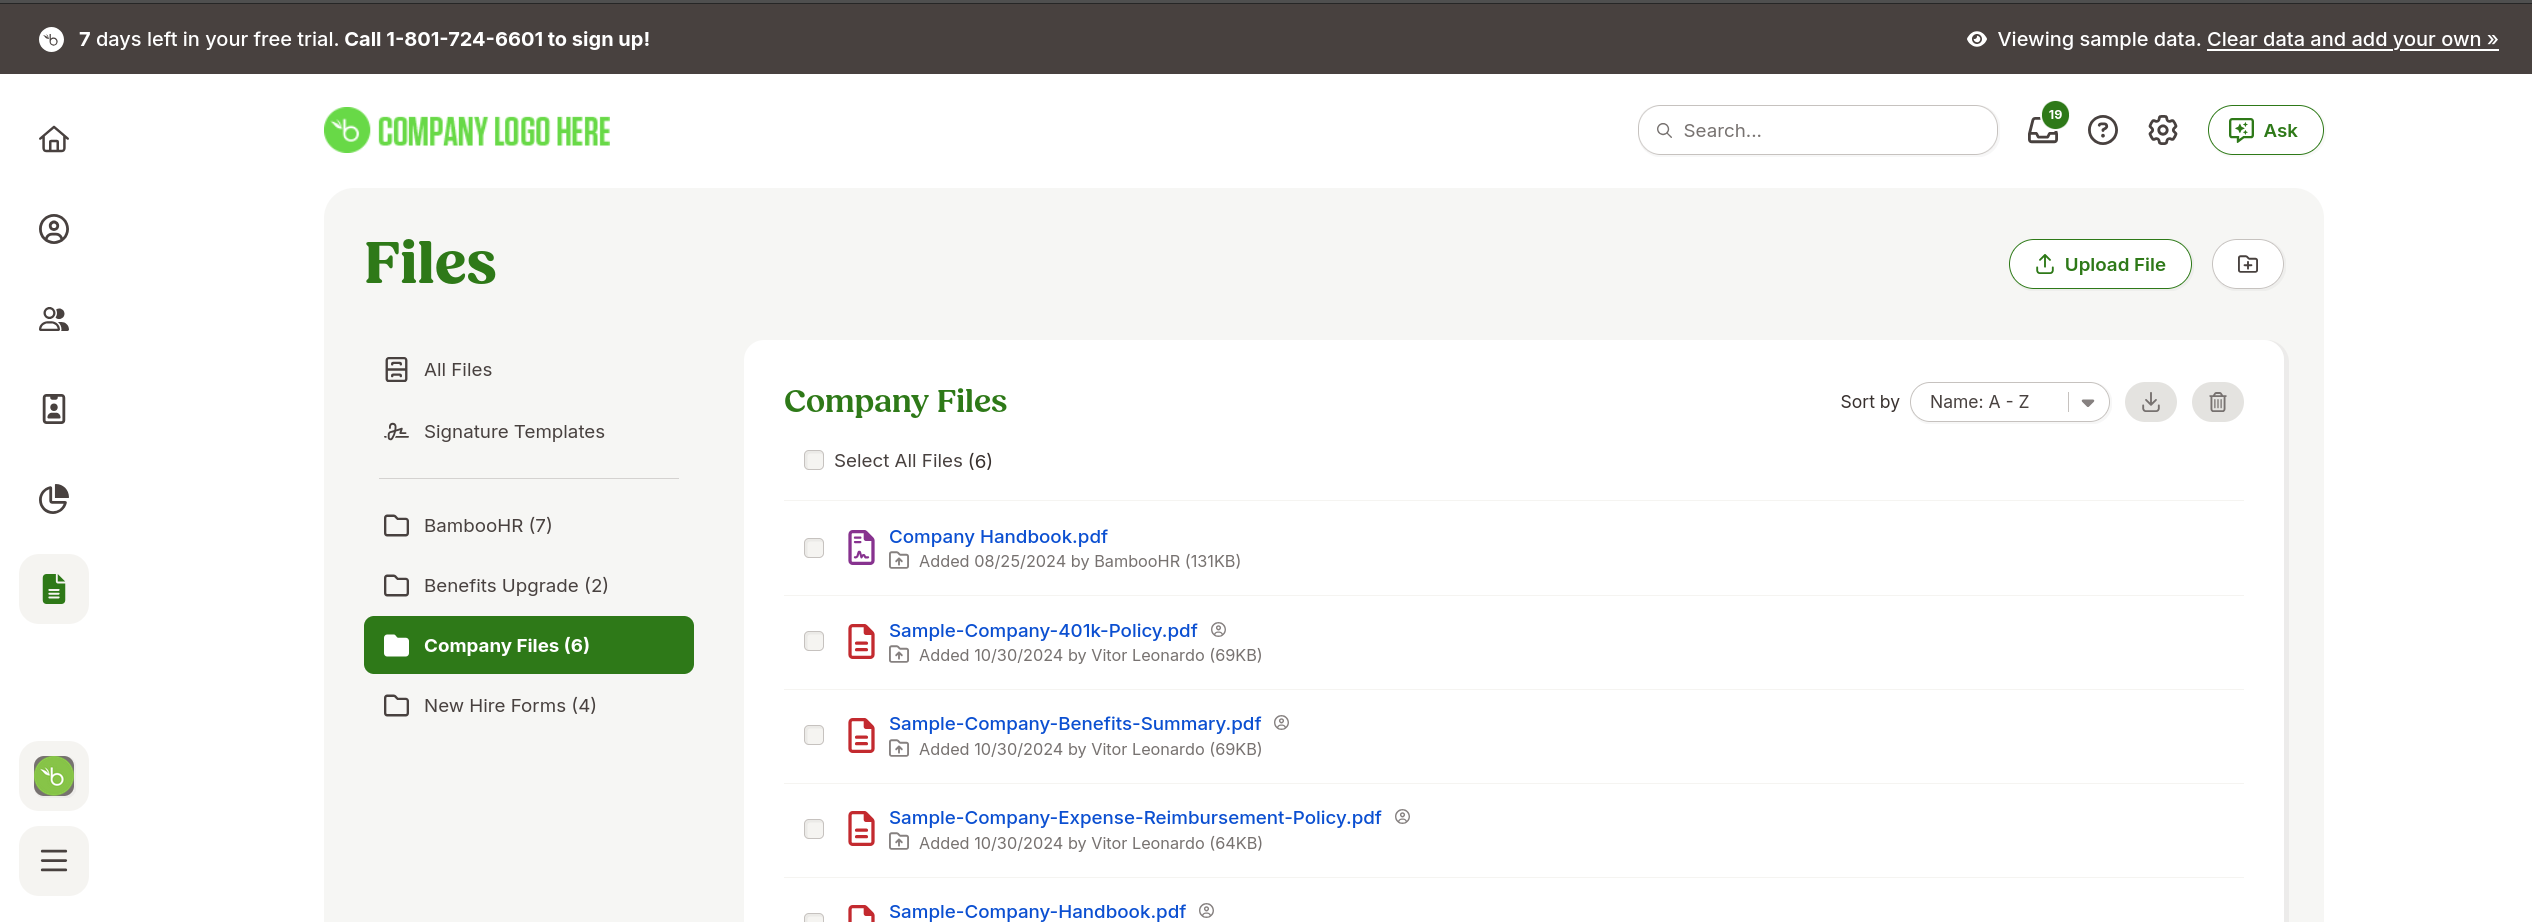 7 days left in your free trial. Call 1-801-724-6601 to sign up!
Viewing sample data. Clear data and add your own »
COMPANY LOGO HERE
Search...
19
Ask
Files
Upload File
All Files
Signature Templates
BambooHR (7)
Benefits Upgrade (2)
Company Files (6)
New Hire Forms (4)
Company Files
Sort by
Name: A - Z
Select All Files (6)
Company Handbook.pdf
Added 08/25/2024 by BambooHR (131KB)
Sample-Company-401k-Policy.pdf
Added 10/30/2024 by Vitor Leonardo (69KB)
Sample-Company-Benefits-Summary.pdf
Added 10/30/2024 by Vitor Leonardo (69KB)
Sample-Company-Expense-Reimbursement-Policy.pdf
Added 10/30/2024 by Vitor Leonardo (64KB)
Sample-Company-Handbook.pdf